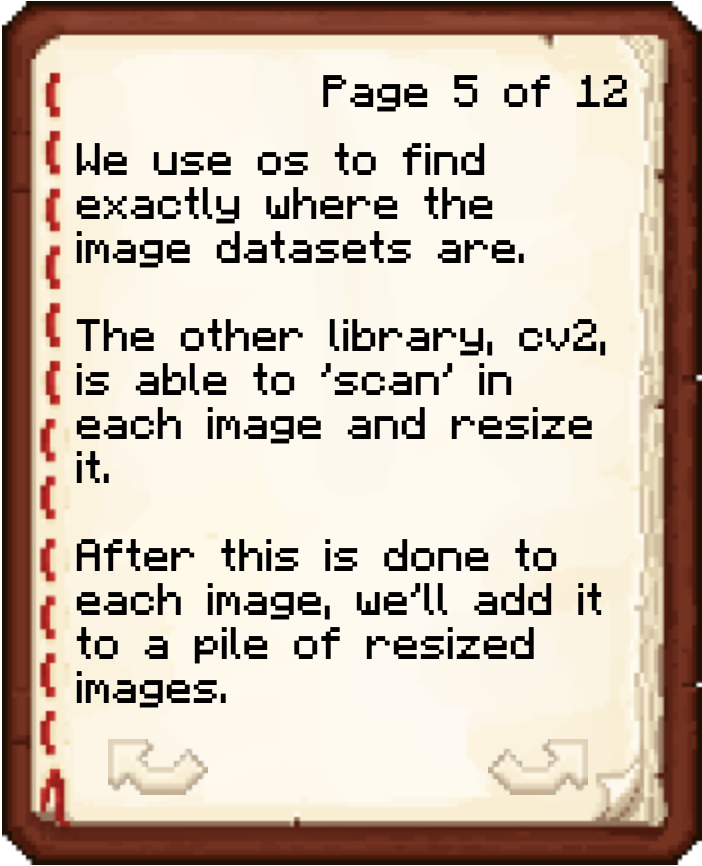 Page 5 of 12
We use os to find
exactly where the
image datasets are.
The other library, cv2,
is able to 'scan' in
each image and resize
it.
After this is done to
each image, we'll add it
to a pile of resized
images.